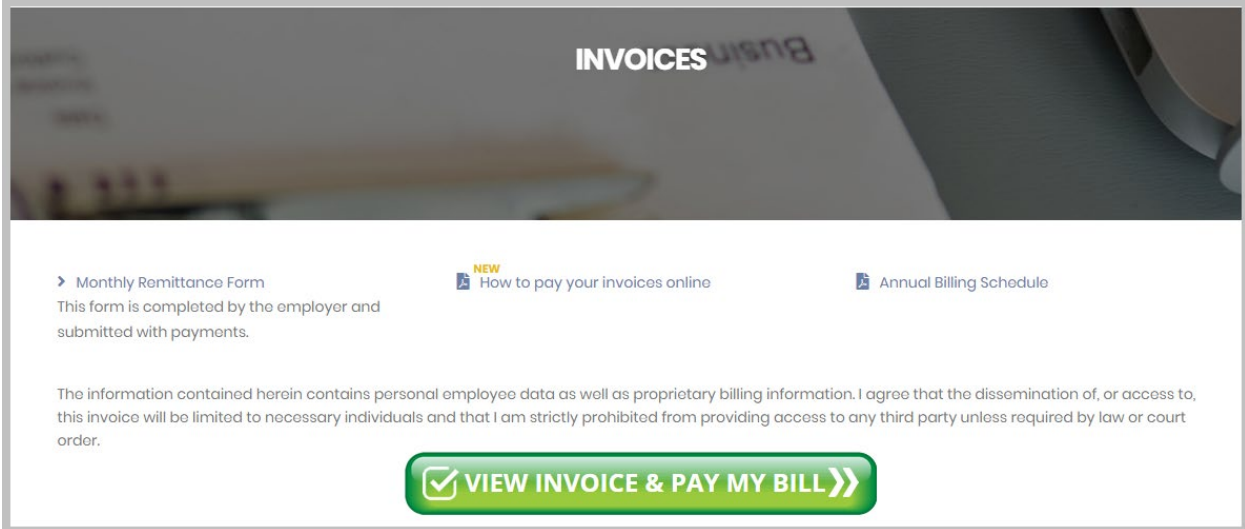 INVOICES
Business
Monthly Remittance Form
This form is completed by the employer and
submitted with payments.
NEW
How to pay your invoices online
Annual Billing Schedule
The information contained herein contains personal employee data as well as proprietary billing information. I agree that the dissemination of, or access to,
this invoice will be limited to necessary individuals and that I am strictly prohibited from providing access to any third party unless required by law or court
order.
VIEW INVOICE & PAY MY BILL